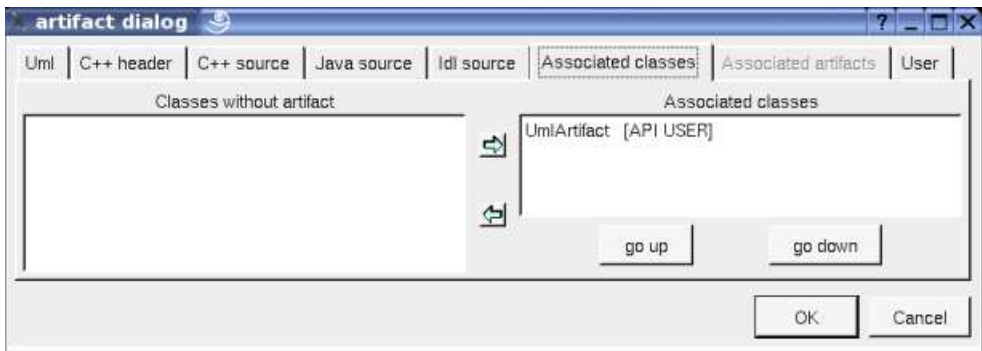 artifact dialog
Uml C++ header C++ source Java source Idl source Associated classes Associated artifacts User
Classes without artifact Associated classes
UmlArtifact [API USER]
go up go down
OK Cancel